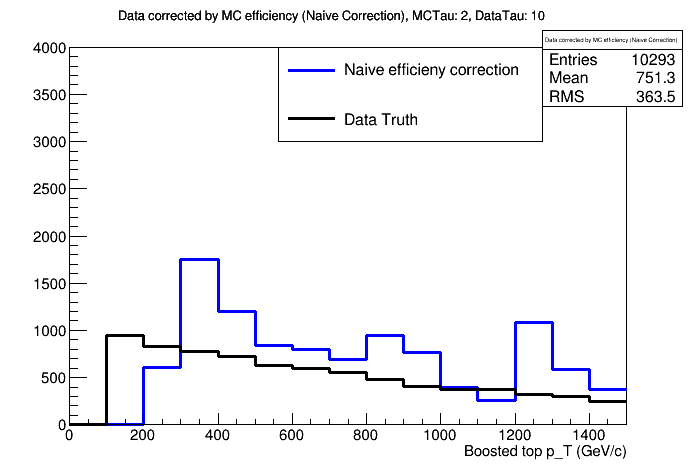 Data corrected by MC efficiency (Naive Correction), MCTau: 2, DataTau: 10
Data corrected by MC efficiency (Naive Correction)
Entries 10293
Mean 751.3
RMS 363.5
Naive efficieny correction
Data Truth
4000
3500
3000
2500
2000
1500
1000
500
0
0 200 400 600 800 1000 1200 1400
Boosted top p_T (GeV/c)